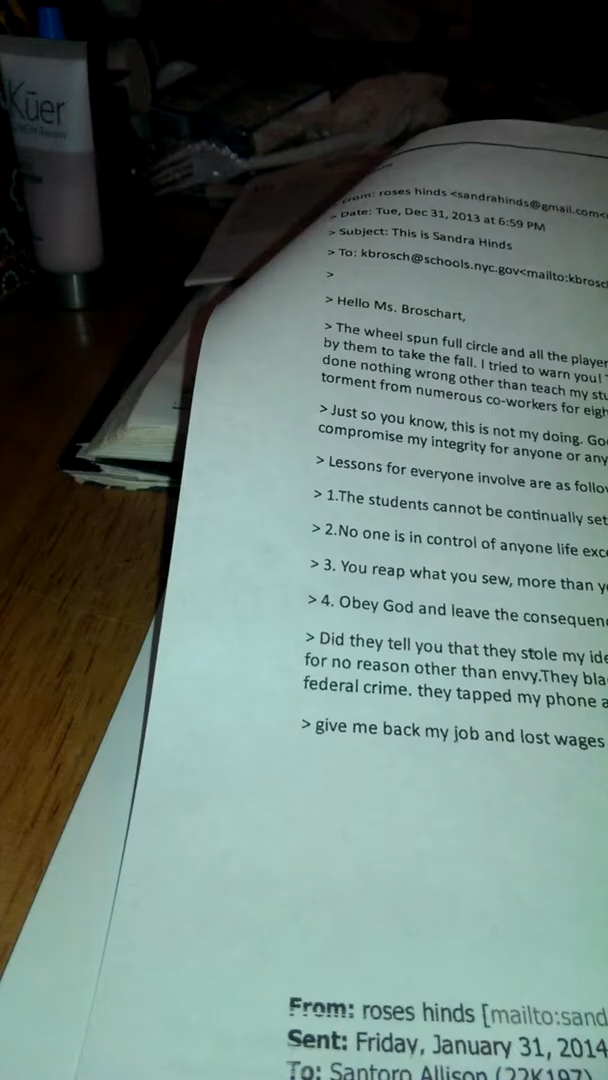 Kūer
> From: roses hinds <sandrahinds@gmail.com<
> Date: Tue, Dec 31, 2013 at 6:59 PM
> Subject: This is Sandra Hinds
> To: kbrosch@schools.nyc.gov<mailto:kbrosc
>
> Hello Ms. Broschart,
> The wheel spun full circle and all the player
by them to take the fall. I tried to warn you!
done nothing wrong other than teach my stu
torment from numerous co-workers for eigh
> Just so you know, this is not my doing. Go
compromise my integrity for anyone or any
> Lessons for everyone involve are as follo
> 1.The students cannot be continually set
> 2.No one is in control of anyone life exc
> 3. You reap what you sew, more than y
> 4. Obey God and leave the consequen
> Did they tell you that they stole my ide
for no reason other than envy.They bla
federal crime. they tapped my phone a
> give me back my job and lost wages
From: roses hinds [mailto:sand
Sent: Friday, January 31, 2014
To: Santoro Allison (22K197)